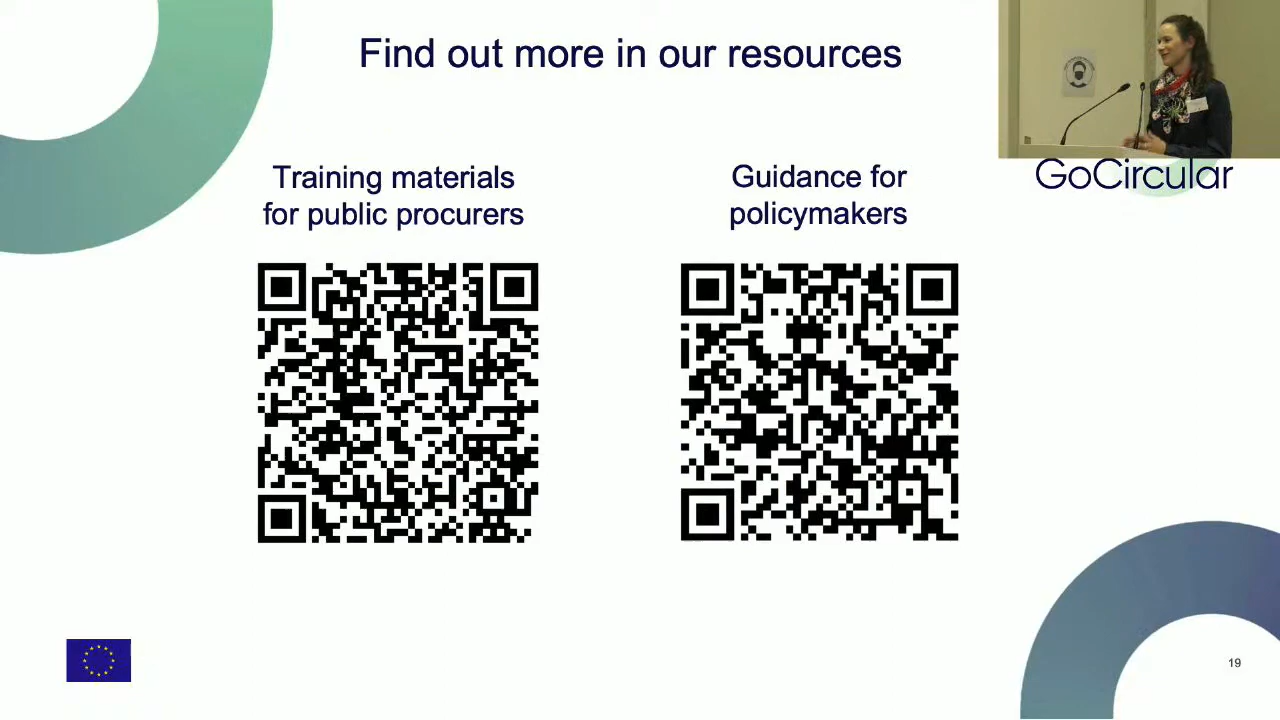 Find out more in our resources
Training materials
for public procurers
Guidance for
policymakers
GoCircular
19